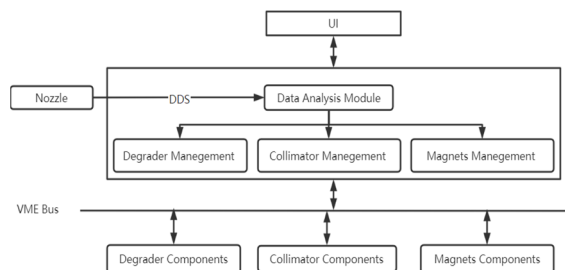 UI
Nozzle
DDS
Data Analysis Module
Degrader Manegement
Collimator Manegement
Magnets Manegement
VME Bus
Degrader Components
Collimator Components
Magnets Components